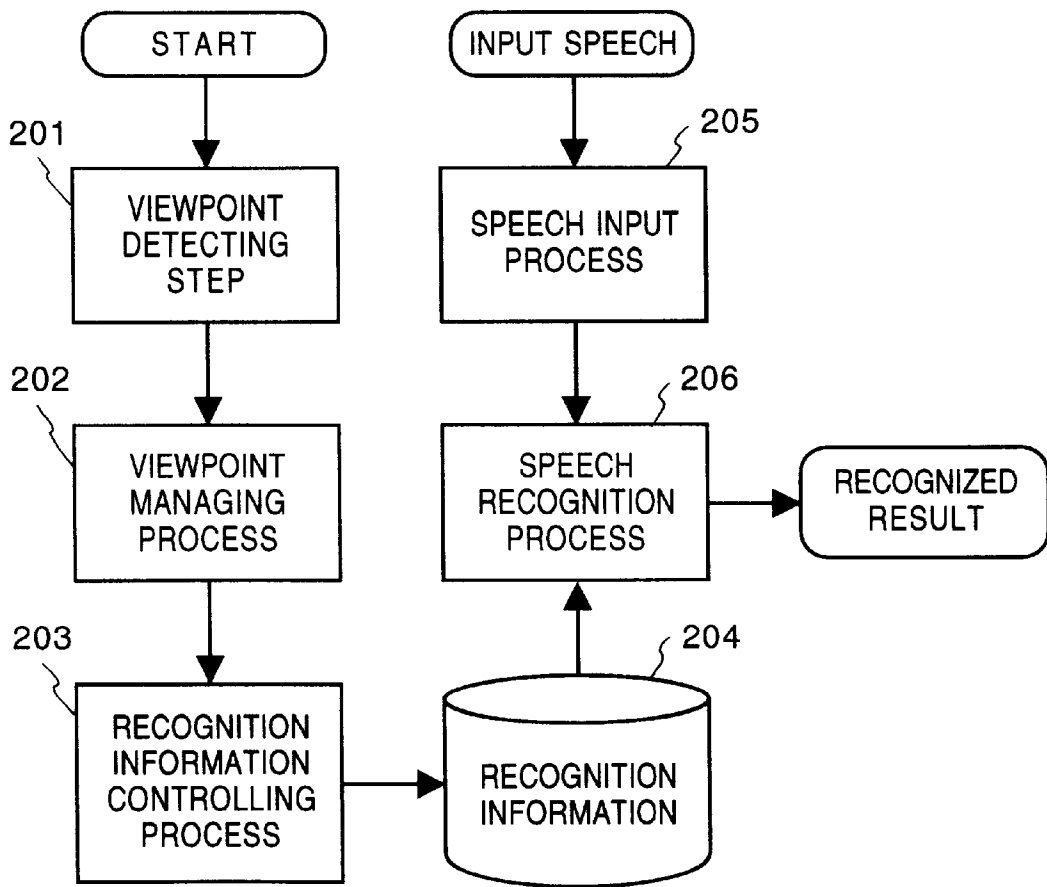 START
INPUT SPEECH
201
VIEWPOINT
DETECTING
STEP
205
SPEECH INPUT
PROCESS
202
VIEWPOINT
MANAGING
PROCESS
206
SPEECH
RECOGNITION
PROCESS
RECOGNIZED
RESULT
203
RECOGNITION
INFORMATION
CONTROLLING
PROCESS
204
RECOGNITION
INFORMATION